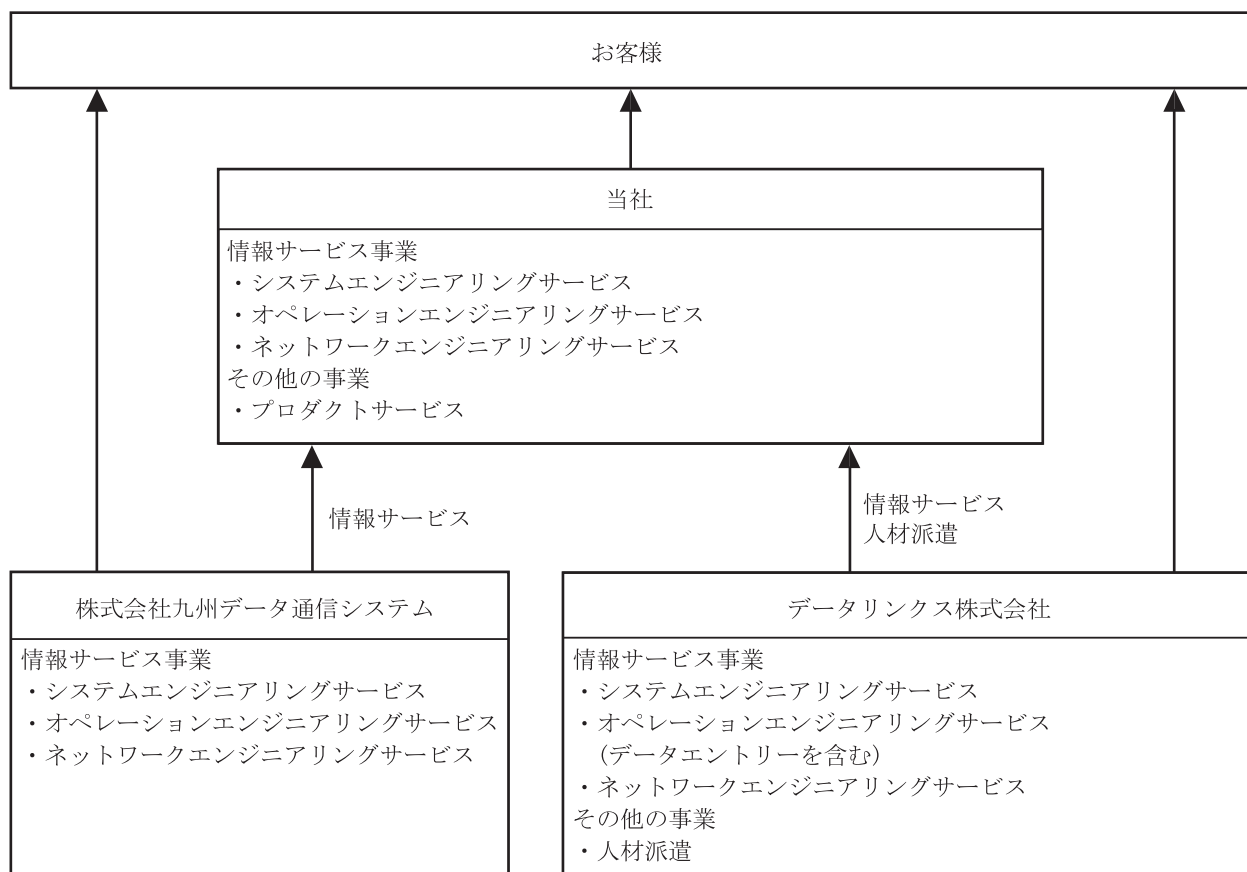 お客様
当社
情報サービス事業
・システムエンジニアリングサービス
・オペレーションエンジニアリングサービス
・ネットワークエンジニアリングサービス
その他の事業
・プロダクトサービス
情報サービス
情報サービス
人材派遣
株式会社九州データ通信システム
情報サービス事業
・システムエンジニアリングサービス
・オペレーションエンジニアリングサービス
・ネットワークエンジニアリングサービス
データリンクス株式会社
情報サービス事業
・システムエンジニアリングサービス
・オペレーションエンジニアリングサービス
(データエントリーを含む)
・ネットワークエンジニアリングサービス
その他の事業
・人材派遣